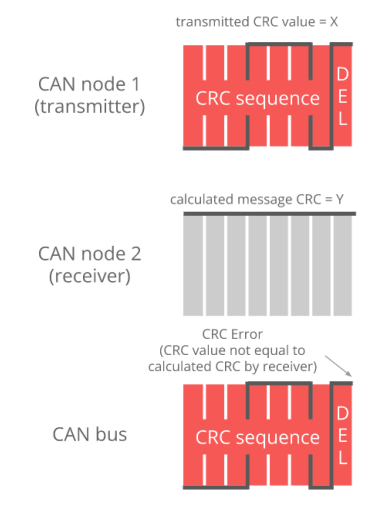 transmitted CRC value = X
CAN node 1
(transmitter)
CRC sequence
D
E
L
calculated message CRC = Y
CAN node 2
(receiver)
CRC Error
(CRC value not equal to
calculated CRC by receiver)
CAN bus
CRC sequence
D
E
L